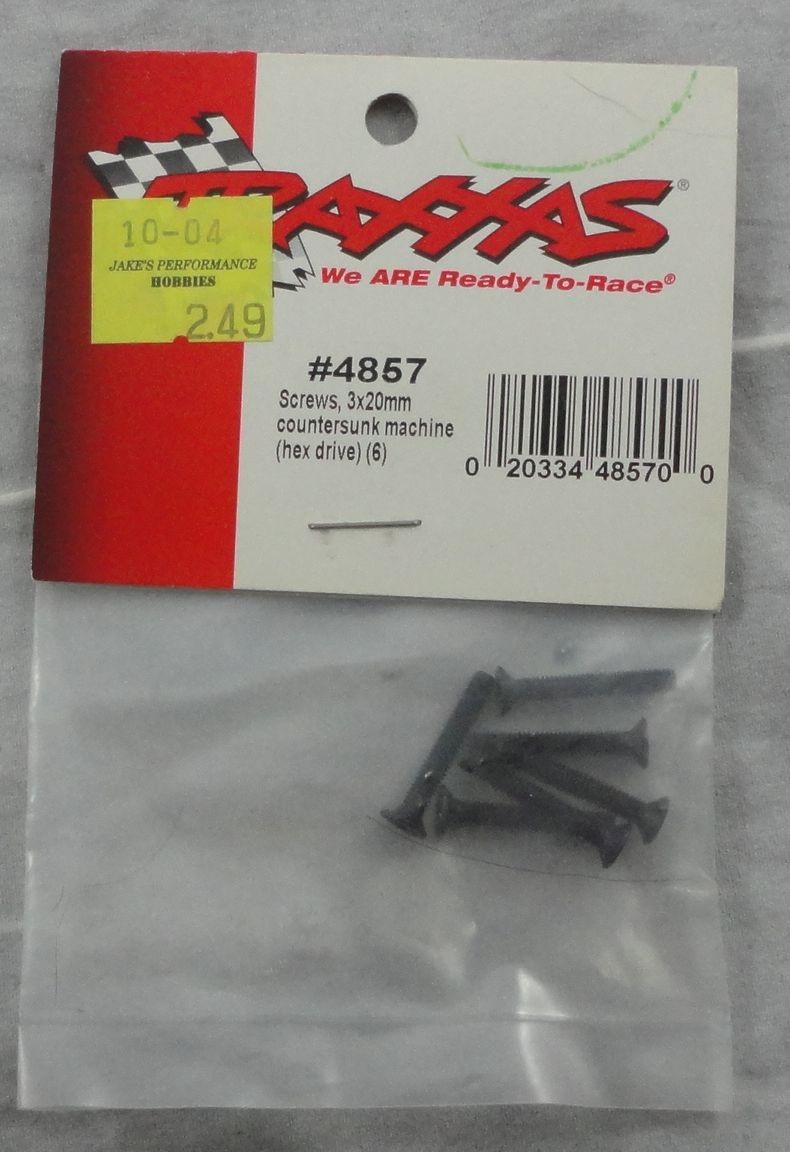 TRAXXAS®
We ARE Ready-To-Race®
10-04
JAKE'S PERFORMANCE
HOBBIES
2.49
#4857
Screws, 3x20mm
countersunk machine
(hex drive) (6)
0 20334 48570 0